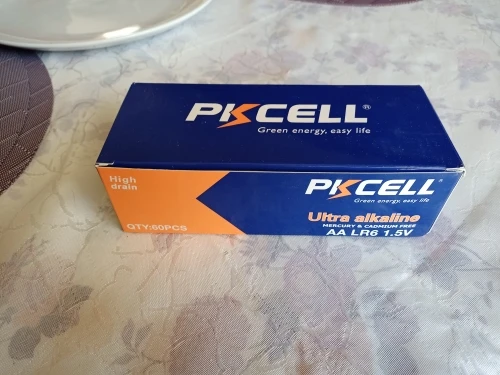 PKCELL®
Green energy, easy life
High
drain
QTY:60PCS
PKCELL®
Green energy, easy life
Ultra alkaline
MERCURY & CADMIUM FREE
AA LR6 1.5V